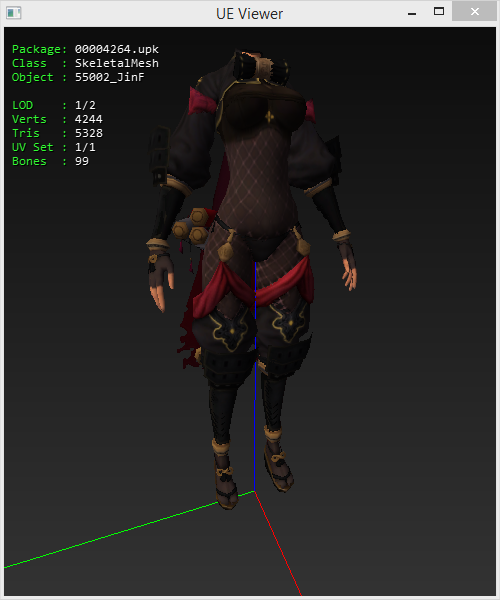 UE Viewer
Package: 00004264.upk
Class : SkeletalMesh
Object : 55002_JinF
LOD : 1/2
Verts : 4244
Tris : 5328
UV Set : 1/1
Bones : 99